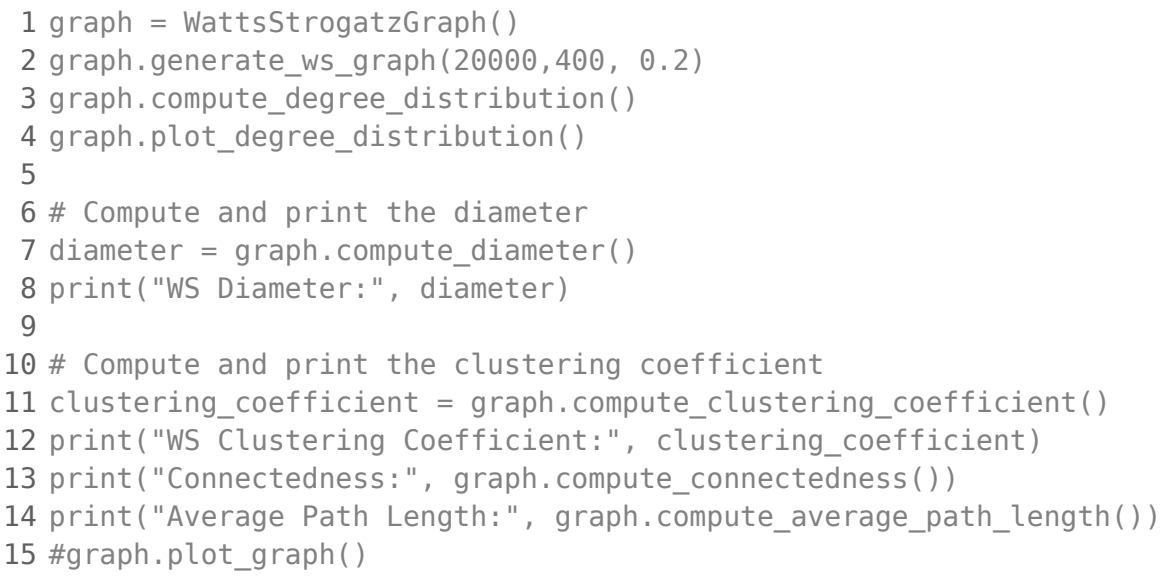 1 graph = WattsStrogatzGraph()
2 graph.generate_ws_graph(20000,400, 0.2)
3 graph.compute_degree_distribution()
4 graph.plot_degree_distribution()
5
6 # Compute and print the diameter
7 diameter = graph.compute_diameter()
8 print("WS Diameter:", diameter)
9
10 # Compute and print the clustering coefficient
11 clustering_coefficient = graph.compute_clustering_coefficient()
12 print("WS Clustering Coefficient:", clustering_coefficient)
13 print("Connectedness:", graph.compute_connectedness())
14 print("Average Path Length:", graph.compute_average_path_length())
15 #graph.plot_graph()